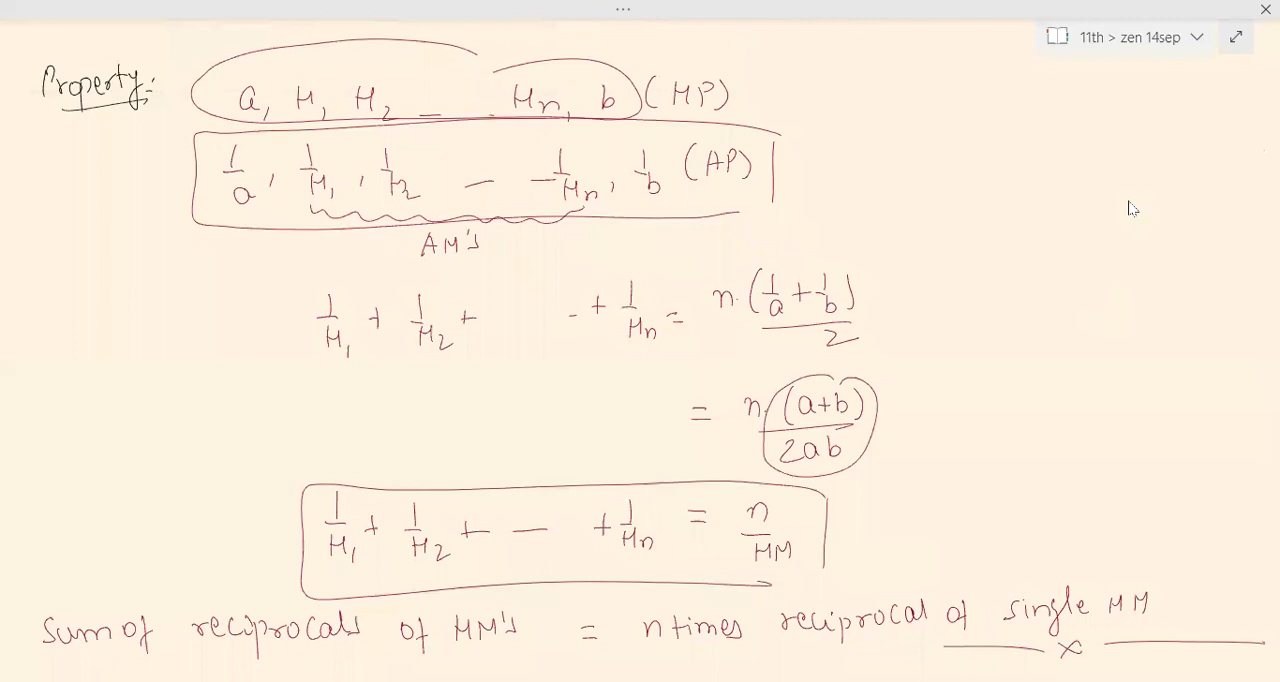 ...
11th > zen 14sep
Property:
a, H₁, H₂ _ . Hn, b (HP)
1/a, 1/H₁, 1/H₂ — - 1/Hn, 1/b (AP)
AM's
1/H₁ + 1/H₂ + - + 1/Hn = n. (1/a + 1/b)/2
= n. (a+b)/2ab
1/H₁ + 1/H₂ + - — + 1/Hn = n/HM
Sum of reciprocals of HM's = n times reciprocal of single HM
x